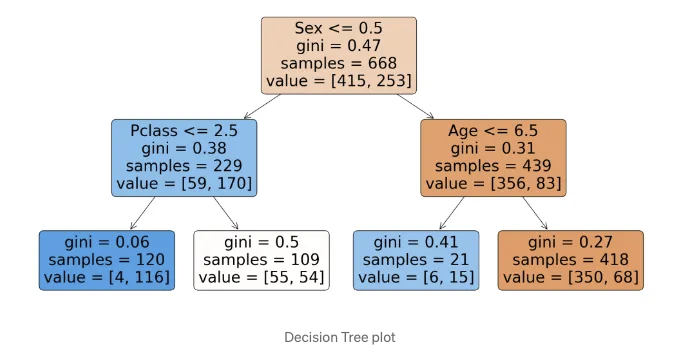 Sex <= 0.5
gini = 0.47
samples = 668
value = [415, 253]
Pclass <= 2.5
gini = 0.38
samples = 229
value = [59, 170]
Age <= 6.5
gini = 0.31
samples = 439
value = [356, 83]
gini = 0.06
samples = 120
value = [4, 116]
gini = 0.5
samples = 109
value = [55, 54]
gini = 0.41
samples = 21
value = [6, 15]
gini = 0.27
samples = 418
value = [350, 68]
Decision Tree plot